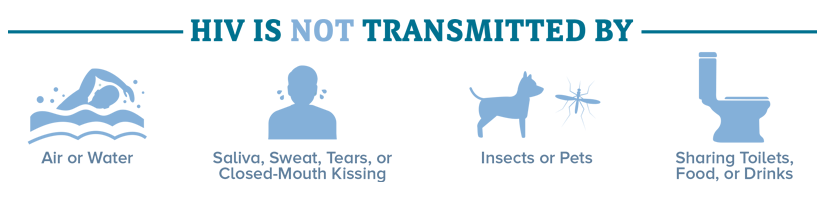 HIV IS NOT TRANSMITTED BY
Air or Water
Saliva, Sweat, Tears, or
Closed-Mouth Kissing
Insects or Pets
Sharing Toilets,
Food, or Drinks